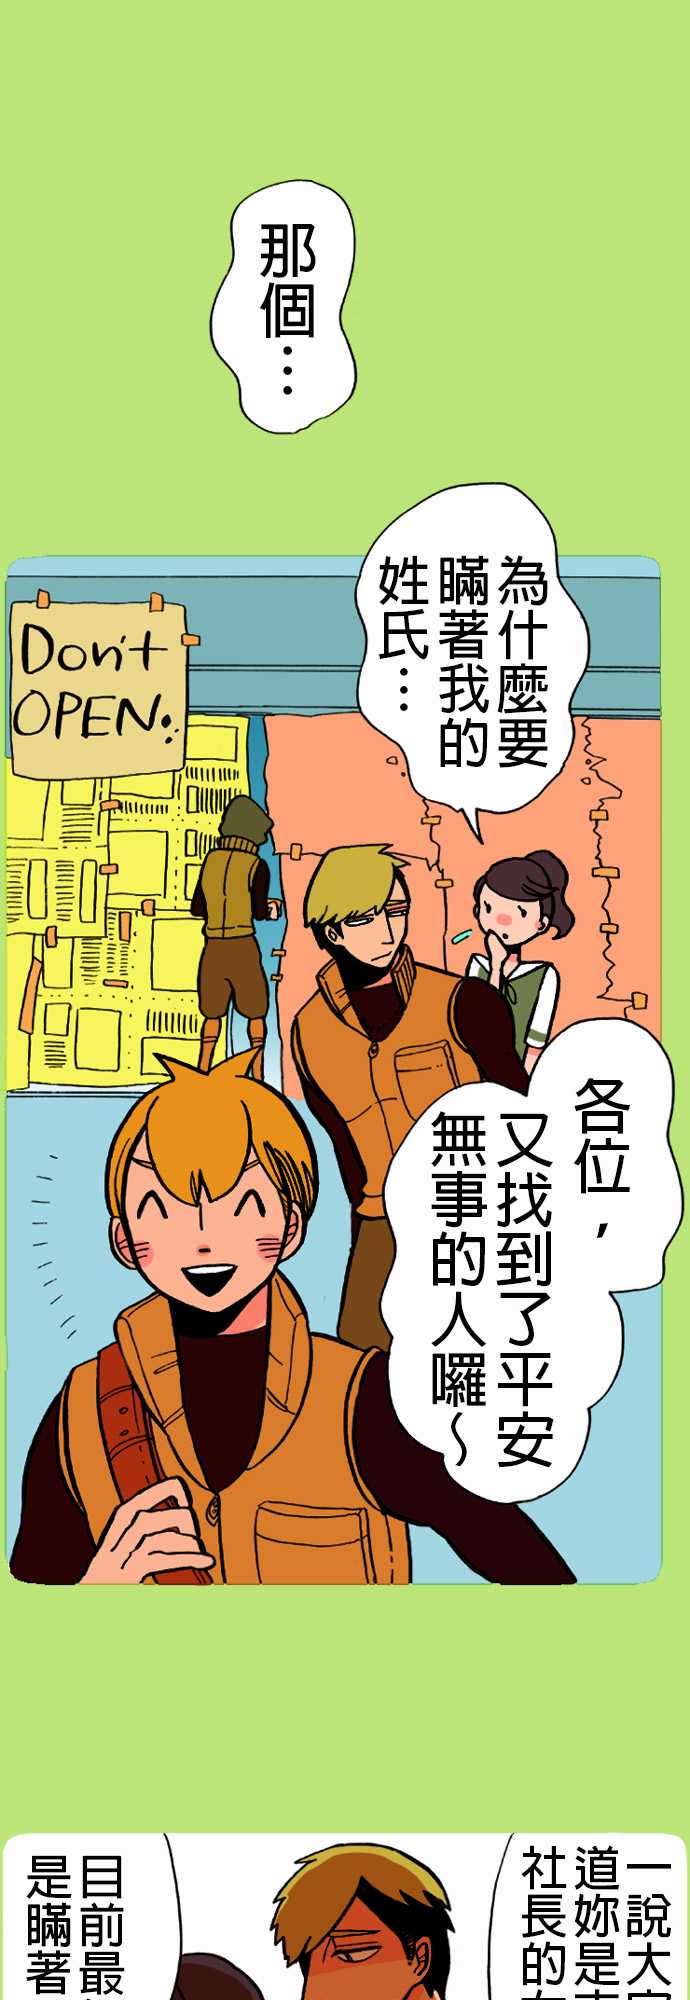 那個⋯
為什麼要
瞞著我的
姓氏⋯
Don't
OPEN.
各位，
又找到了平安
無事的人囉～
一說大家
道妳是
社長的
目前最
是瞞著